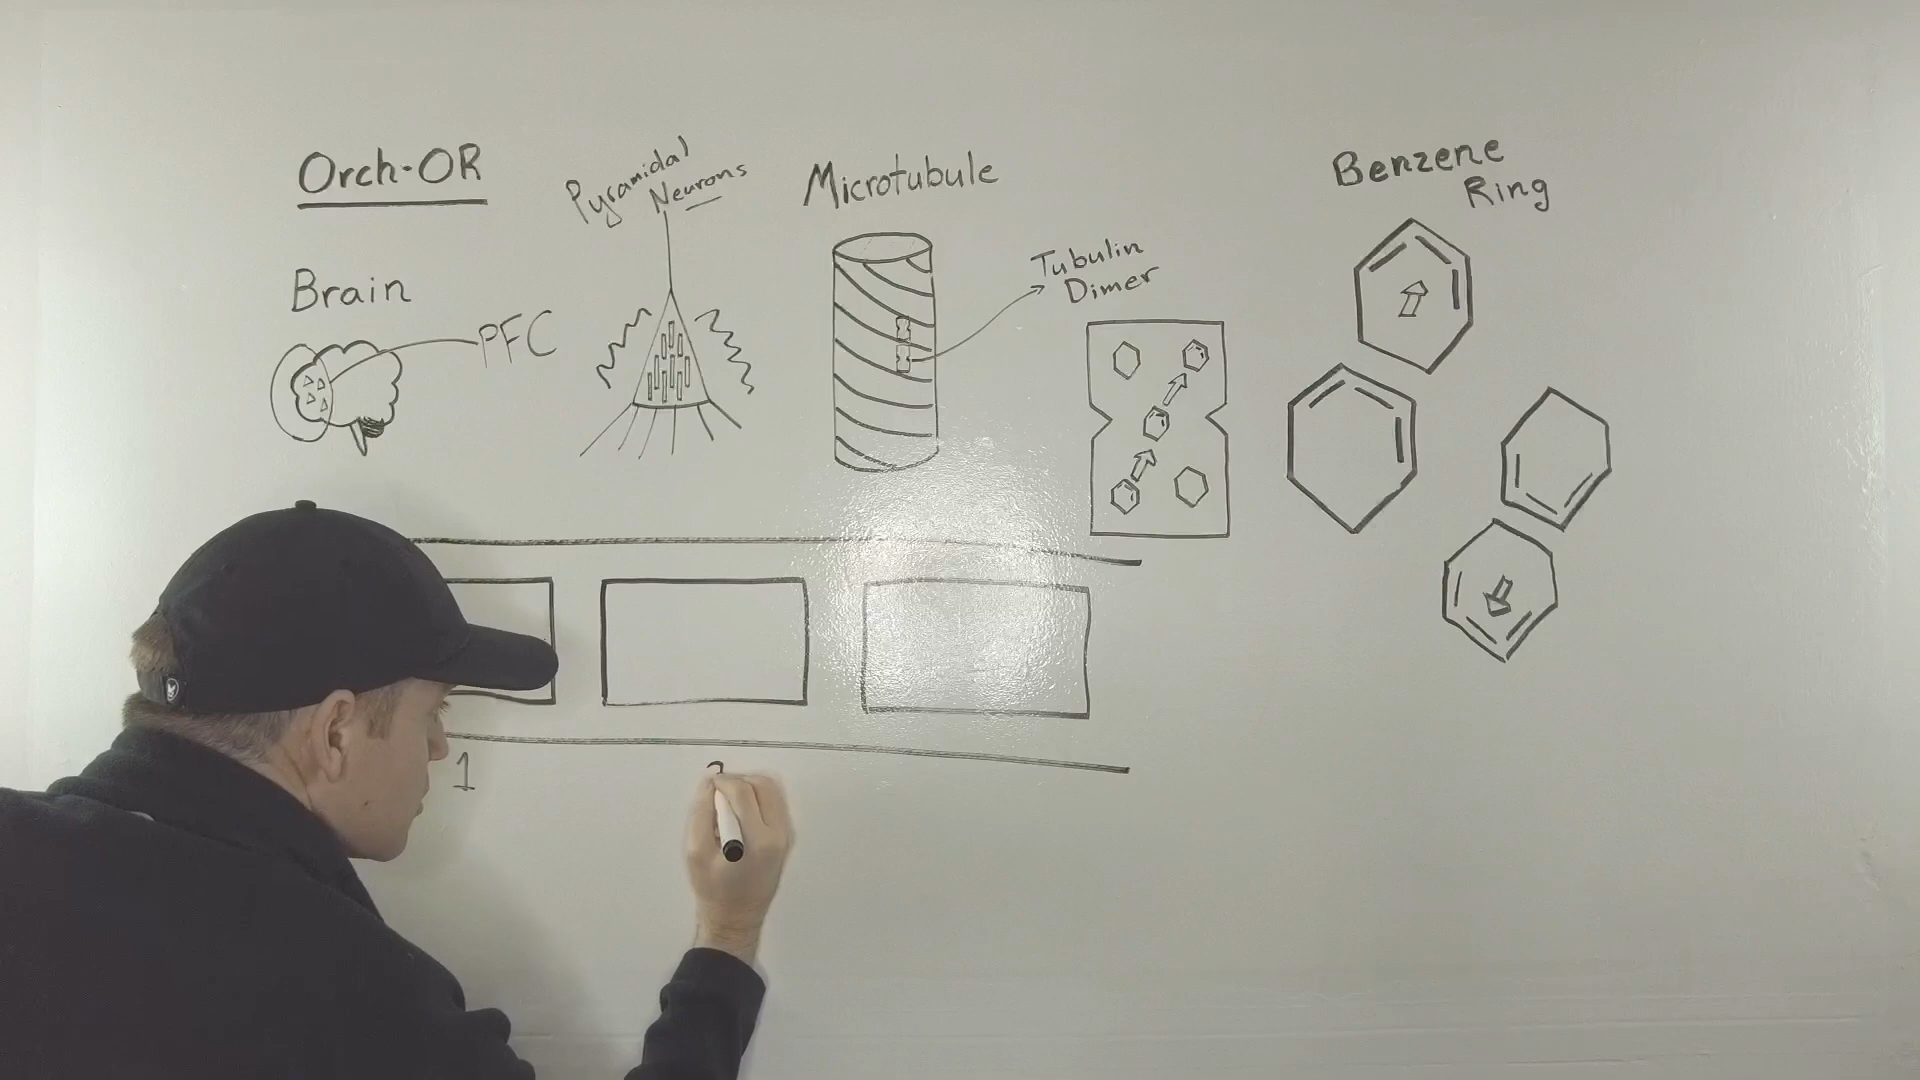 Orch-OR
Pyramidal
Neurons
Microtubule
Benzene
Ring
Tubulin
Dimer
Brain
PFC
1